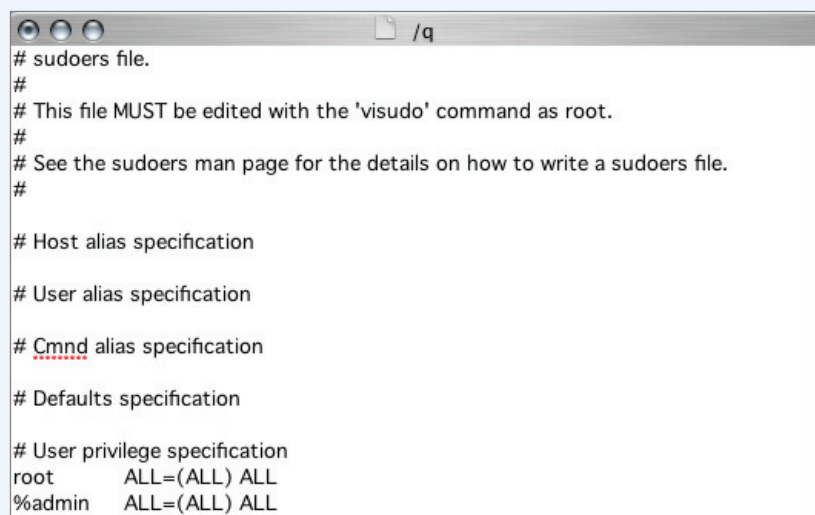 /q
# sudoers file.
#
# This file MUST be edited with the 'visudo' command as root.
#
# See the sudoers man page for the details on how to write a sudoers file.
#
# Host alias specification
# User alias specification
# Cmnd alias specification
# Defaults specification
# User privilege specification
root ALL=(ALL) ALL
%admin ALL=(ALL) ALL